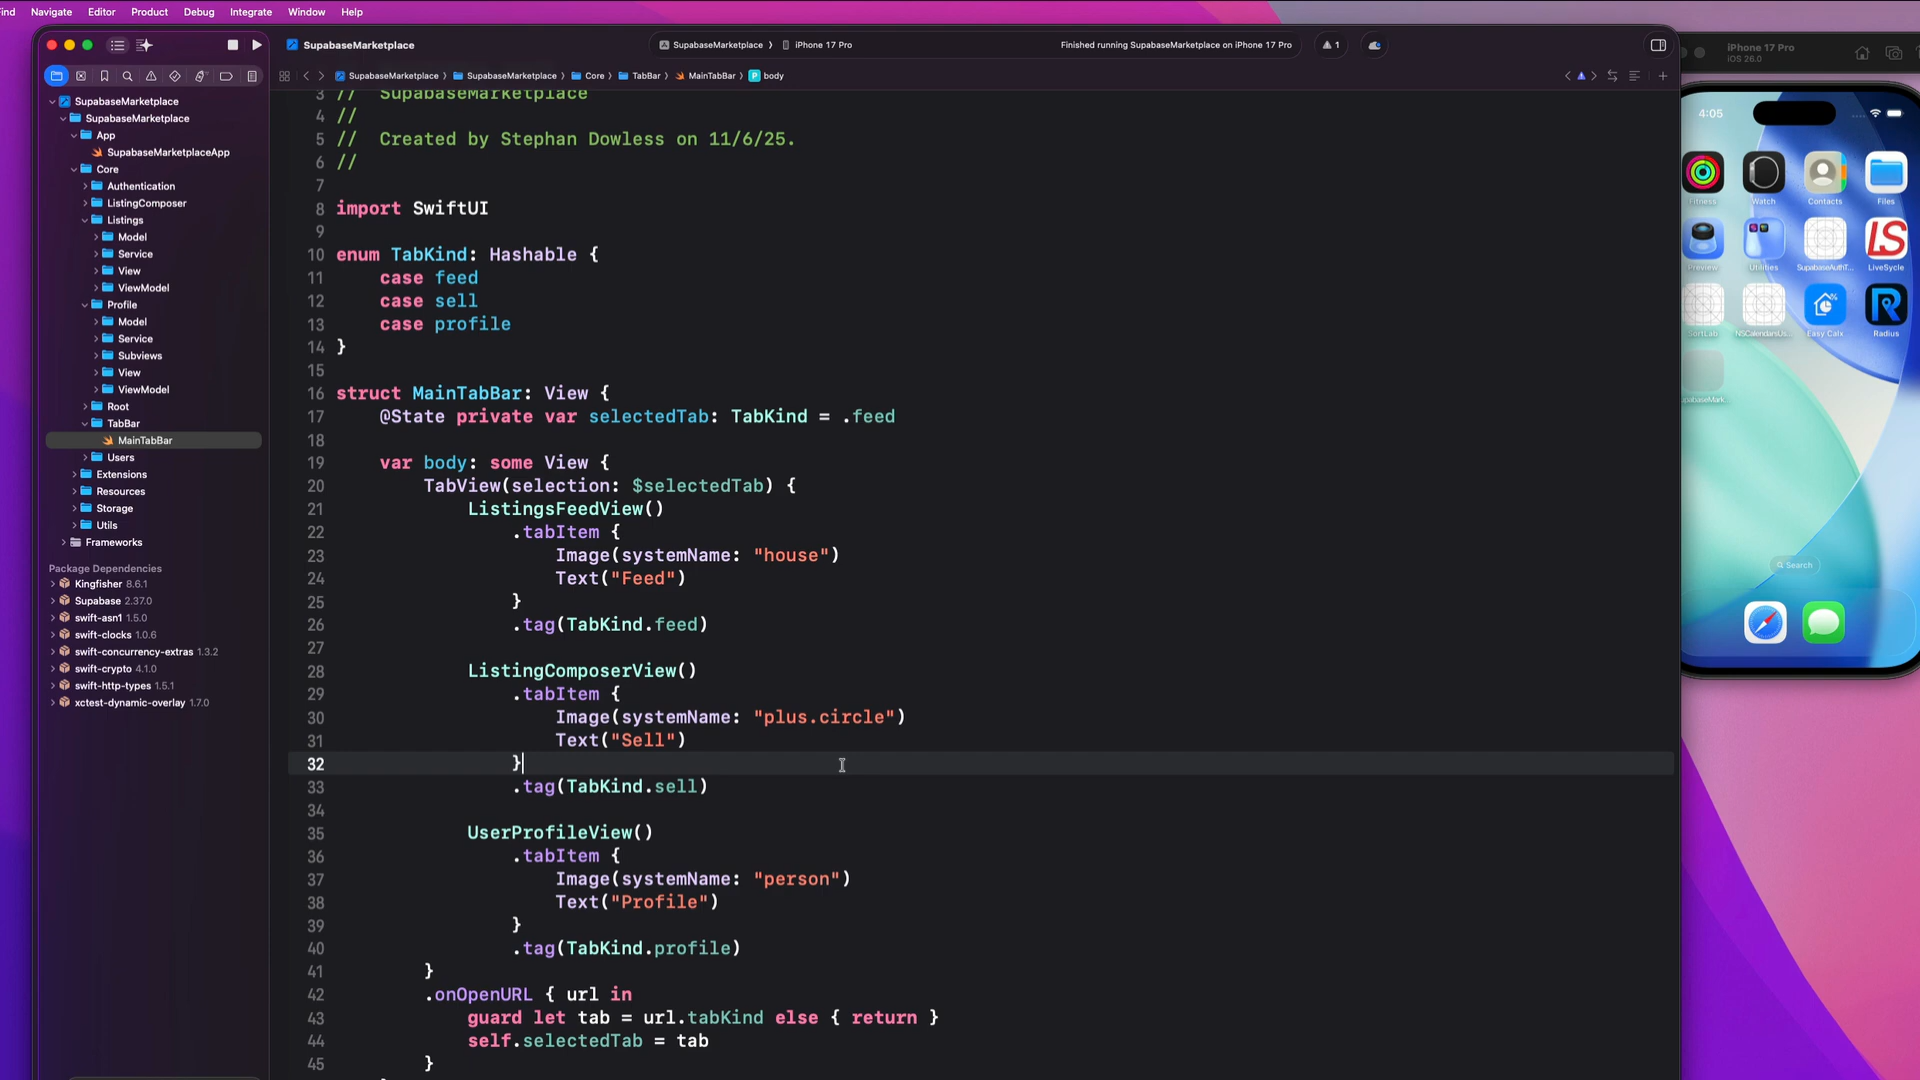 Navigate Editor Product Debug Integrate Window Help
SupabaseMarketplace
SupabaseMarketplace › iPhone 17 Pro
Finished running SupabaseMarketplace on iPhone 17 Pro
1
SupabaseMarketplace › SupabaseMarketplace › Core › TabBar › MainTabBar › P body
SupabaseMarketplace
SupabaseMarketplace
App
SupabaseMarketplaceApp
Core
Authentication
ListingComposer
Listings
Model
Service
View
ViewModel
Profile
Model
Service
Subviews
View
ViewModel
Root
TabBar
MainTabBar
Users
Extensions
Resources
Storage
Utils
Frameworks
Package Dependencies
Kingfisher 8.6.1
Supabase 2.37.0
swift-asn1 1.5.0
swift-clocks 1.0.6
swift-concurrency-extras 1.3.2
swift-crypto 4.1.0
swift-http-types 1.5.1
xctest-dynamic-overlay 1.7.0
3 //  SupabaseMarketplace
4 //
5 //  Created by Stephan Dowless on 11/6/25.
6 //
7
8 import SwiftUI
9
10 enum TabKind: Hashable {
11     case feed
12     case sell
13     case profile
14 }
15
16 struct MainTabBar: View {
17     @State private var selectedTab: TabKind = .feed
18
19     var body: some View {
20         TabView(selection: $selectedTab) {
21             ListingsFeedView()
22                 .tabItem {
23                     Image(systemName: "house")
24                     Text("Feed")
25                 }
26                 .tag(TabKind.feed)
27
28             ListingComposerView()
29                 .tabItem {
30                     Image(systemName: "plus.circle")
31                     Text("Sell")
32                 }
33                 .tag(TabKind.sell)
34
35             UserProfileView()
36                 .tabItem {
37                     Image(systemName: "person")
38                     Text("Profile")
39                 }
40                 .tag(TabKind.profile)
41         }
42         .onOpenURL { url in
43             guard let tab = url.tabKind else { return }
44             self.selectedTab = tab
45         }
iPhone 17 Pro
iOS 26.0
4:05
Fitness Watch Contacts Files
Preview Utilities SupabaseAuthT... LiveSycle
LS
SortLab NSCalendarsUs... Easy Calx Radius
Search